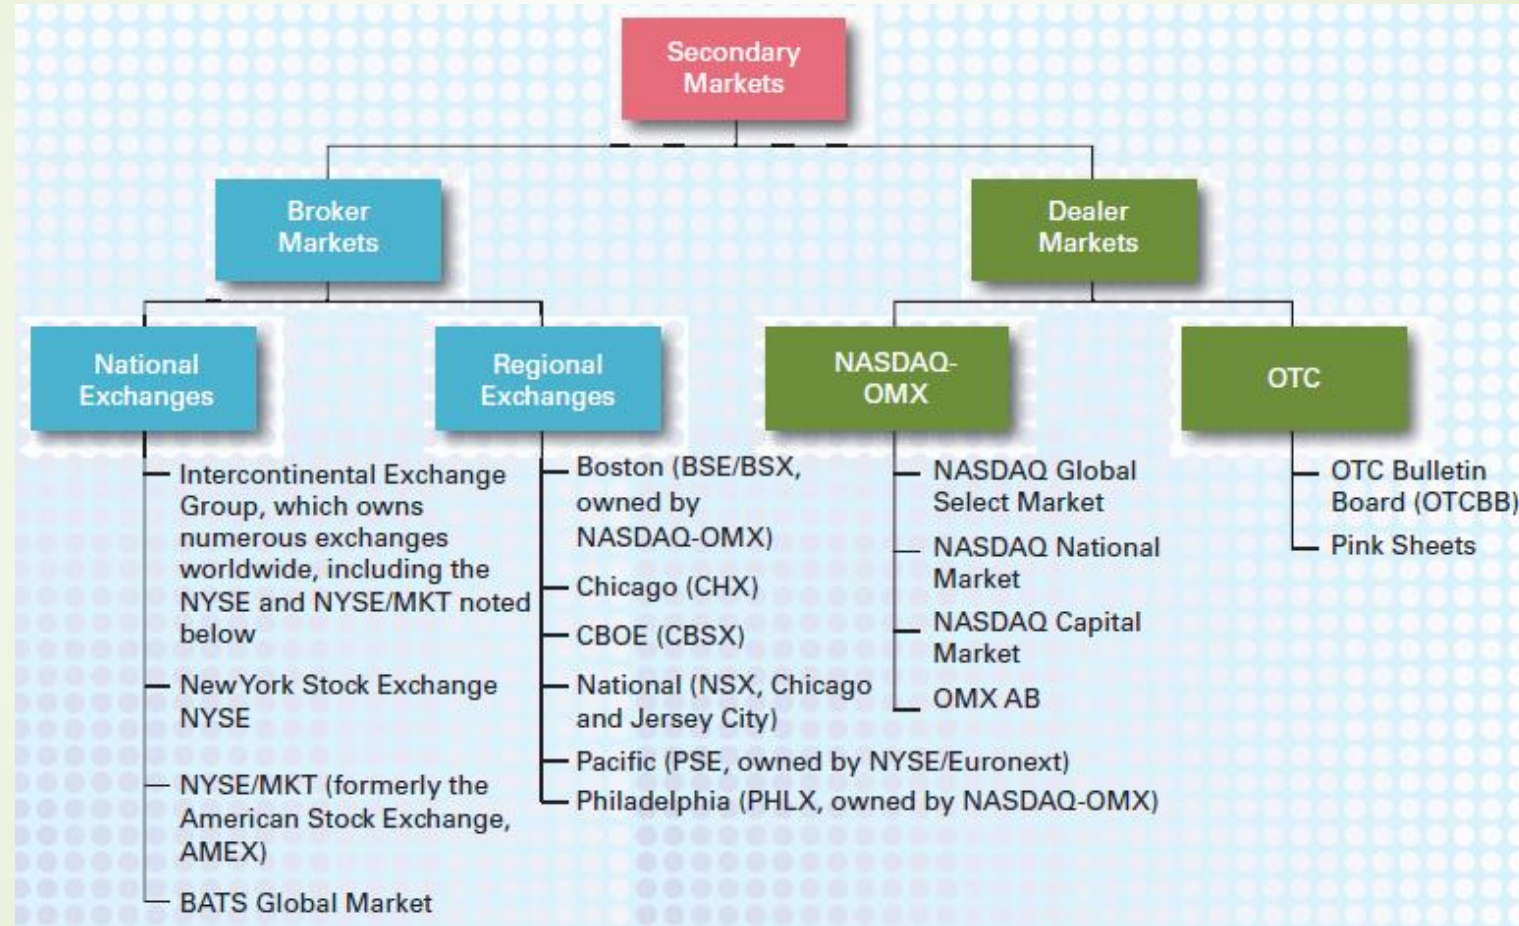 Secondary
Markets
Broker
Markets
Dealer
Markets
National
Exchanges
Regional
Exchanges
NASDAQ-
OMX
OTC
Intercontinental Exchange
Group, which owns
numerous exchanges
worldwide, including the
NYSE and NYSE/MKT noted
below
New York Stock Exchange
NYSE
NYSE/MKT (formerly the
American Stock Exchange,
AMEX)
BATS Global Market
Boston (BSE/BSX,
owned by
NASDAQ-OMX)
Chicago (CHX)
CBOE (CBSX)
National (NSX, Chicago
and Jersey City)
Pacific (PSE, owned by NYSE/Euronext)
Philadelphia (PHLX, owned by NASDAQ-OMX)
NASDAQ Global
Select Market
NASDAQ National
Market
NASDAQ Capital
Market
OMX AB
OTC Bulletin
Board (OTCBB)
Pink Sheets